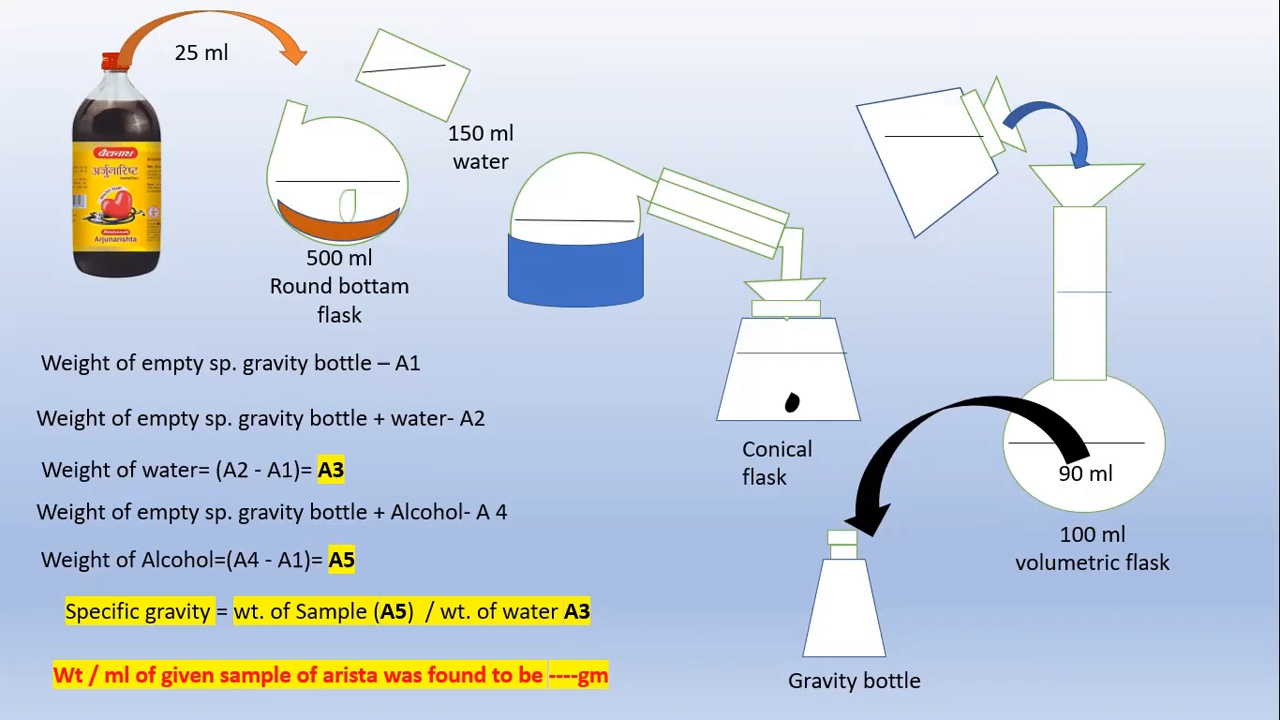 25 ml
150 ml
water
बैद्यनाथ
अर्जुनारिष्ट
Arjunarishta
500 ml
Round bottam
flask
Weight of empty sp. gravity bottle – A1
Weight of empty sp. gravity bottle + water- A2
Weight of water= (A2 - A1)= A3
Weight of empty sp. gravity bottle + Alcohol- A 4
Weight of Alcohol=(A4 - A1)= A5
Specific gravity = wt. of Sample (A5) / wt. of water A3
Wt / ml of given sample of arista was found to be ----gm
Conical
flask
90 ml
100 ml
volumetric flask
Gravity bottle